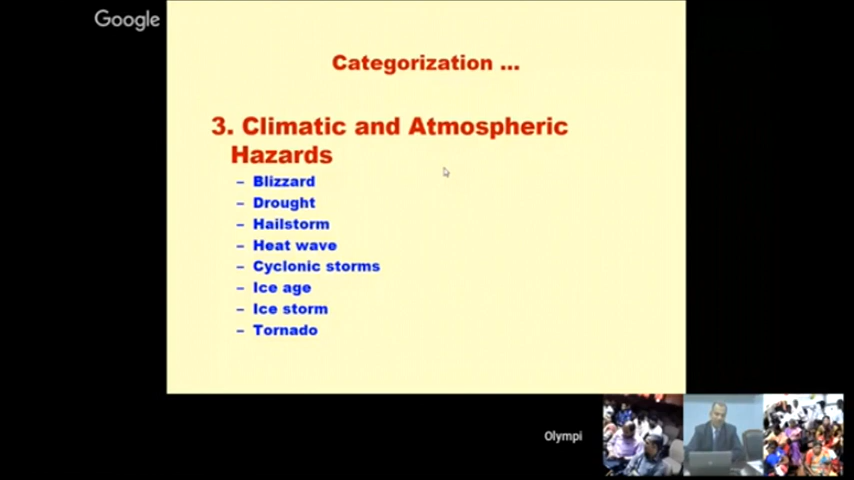 Google
Categorization ...
3. Climatic and Atmospheric
Hazards
– Blizzard
– Drought
– Hailstorm
– Heat wave
– Cyclonic storms
– Ice age
– Ice storm
– Tornado
Olympi